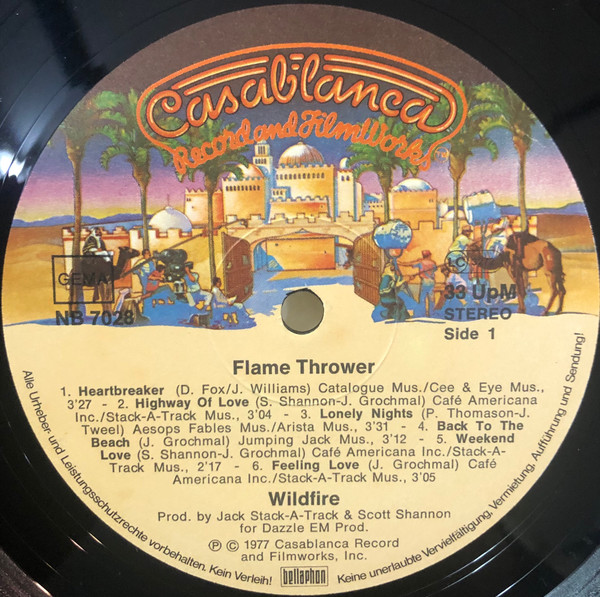 Casablanca
Record and FilmWorks
GEMA
NB 7028
LC
33 UpM
STEREO
Side 1
Flame Thrower
1. Heartbreaker (D. Fox/J. Williams) Catalogue Mus./Cee & Eye Mus.,
3'27 - 2. Highway Of Love (S. Shannon-J. Grochmal) Café Americana
Inc./Stack-A-Track Mus., 3'04 - 3. Lonely Nights (P. Thomason-J.
Tweel) Aesops Fables Mus./Arista Mus., 3'31 - 4. Back To The
Beach (J. Grochmal) Jumping Jack Mus., 3'12 - 5. Weekend
Love (S. Shannon-J. Grochmal) Café Americana Inc./Stack-A-
Track Mus., 2'17 - 6. Feeling Love (J. Grochmal) Café
Americana Inc./Stack-A-Track Mus., 3'05
Wildfire
Prod. by Jack Stack-A-Track & Scott Shannon
for Dazzle EM Prod.
Ⓟ © 1977 Casablanca Record
and Filmworks, Inc.
bellaphon
Alle Urheber- und Leistungsschutzrechte vorbehalten. Kein Verleih! Keine unerlaubte Vervielfältigung, Vermietung, Aufführung und Sendung!